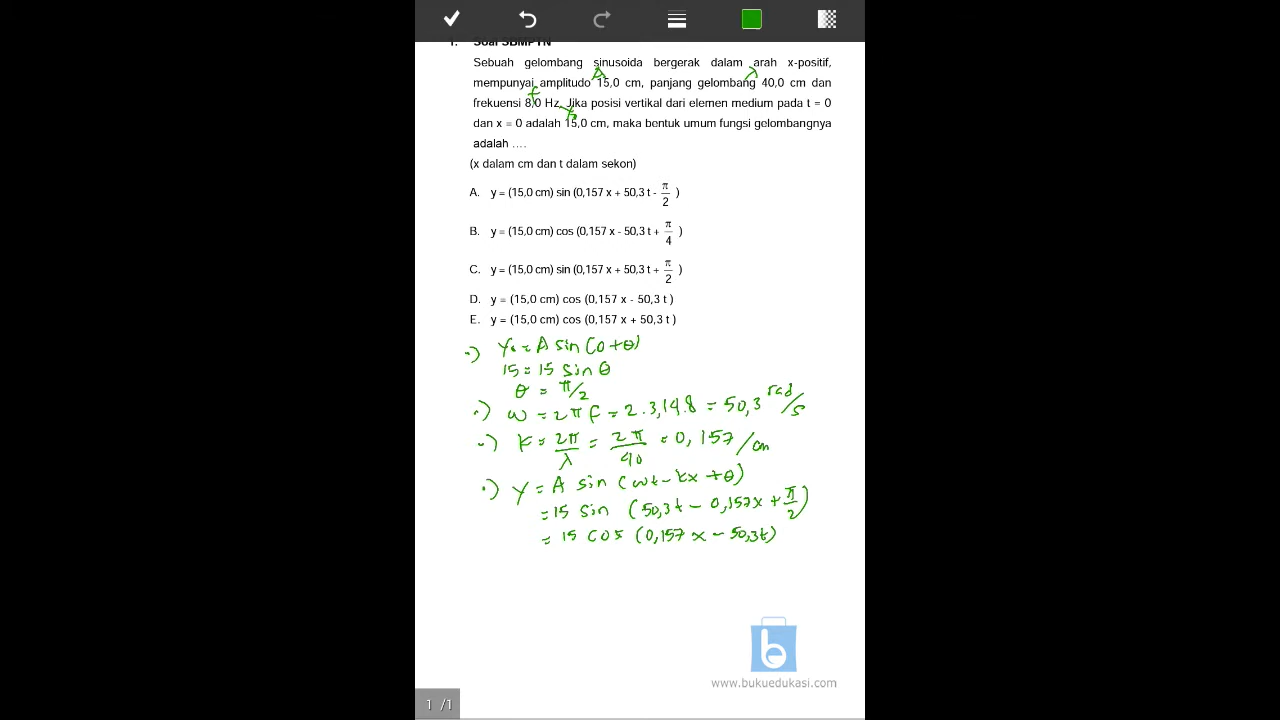 1. Soal SBMPTN
Sebuah gelombang sinusoida bergerak dalam arah x-positif,
A λ
mempunyai amplitudo 15,0 cm, panjang gelombang 40,0 cm dan
f
frekuensi 8,0 Hz. Jika posisi vertikal dari elemen medium pada t = 0
Y₀
dan x = 0 adalah 15,0 cm, maka bentuk umum fungsi gelombangnya
adalah ....
(x dalam cm dan t dalam sekon)
A. y = (15,0 cm) sin (0,157 x + 50,3 t - π/2 )
B. y = (15,0 cm) cos (0,157 x - 50,3 t + π/4 )
C. y = (15,0 cm) sin (0,157 x + 50,3 t + π/2 )
D. y = (15,0 cm) cos (0,157 x - 50,3 t )
E. y = (15,0 cm) cos (0,157 x + 50,3 t )
•) Y₀ = A sin (0 + θ)
15 = 15 sin θ
θ = π/2
•) ω = 2πf = 2.3,14.8 = 50,3 rad/s
•) k = 2π/λ = 2π/40 = 0,157 /cm
•) Y = A sin (ωt - kx + θ)
= 15 sin (50,3t - 0,157x + π/2)
= 15 cos (0,157 x - 50,3t)
b
www.bukuedukasi.com
1 /1